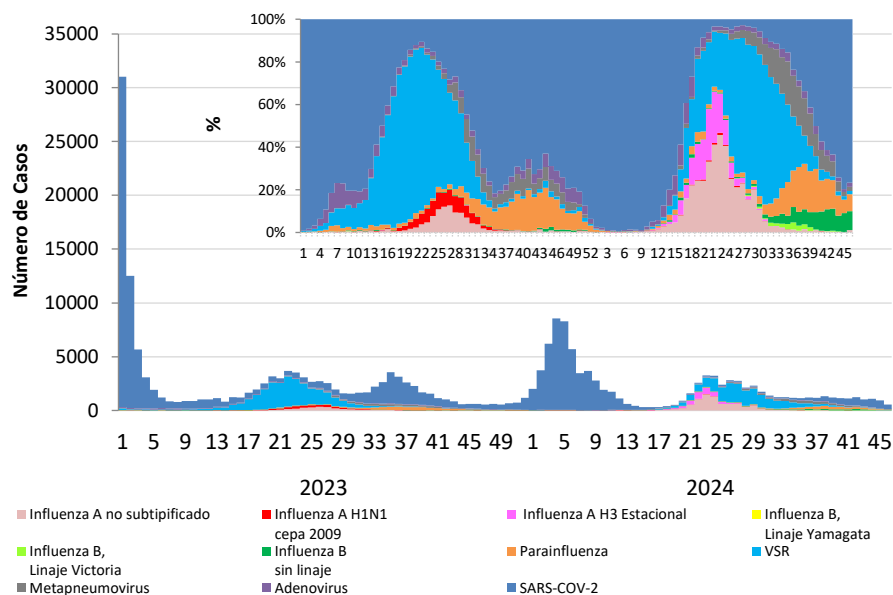 Número de Casos
35000
30000
25000
20000
15000
10000
5000
0
%
100%
80%
60%
40%
20%
0%
1 4 7 10 13 16 19 22 25 28 31 34 37 40 43 46 49 52 3 6 9 12 15 18 21 24 27 30 33 36 39 42 45
1 5 9 13 17 21 25 29 33 37 41 45 49 1 5 9 13 17 21 25 29 33 37 41 45
2023 2024
Influenza A no subtipificado Influenza A H1N1 Influenza A H3 Estacional Influenza B,
cepa 2009 Linaje Yamagata
Influenza B, Influenza B Parainfluenza VSR
Linaje Victoria sin linaje
Metapneumovirus Adenovirus SARS-COV-2